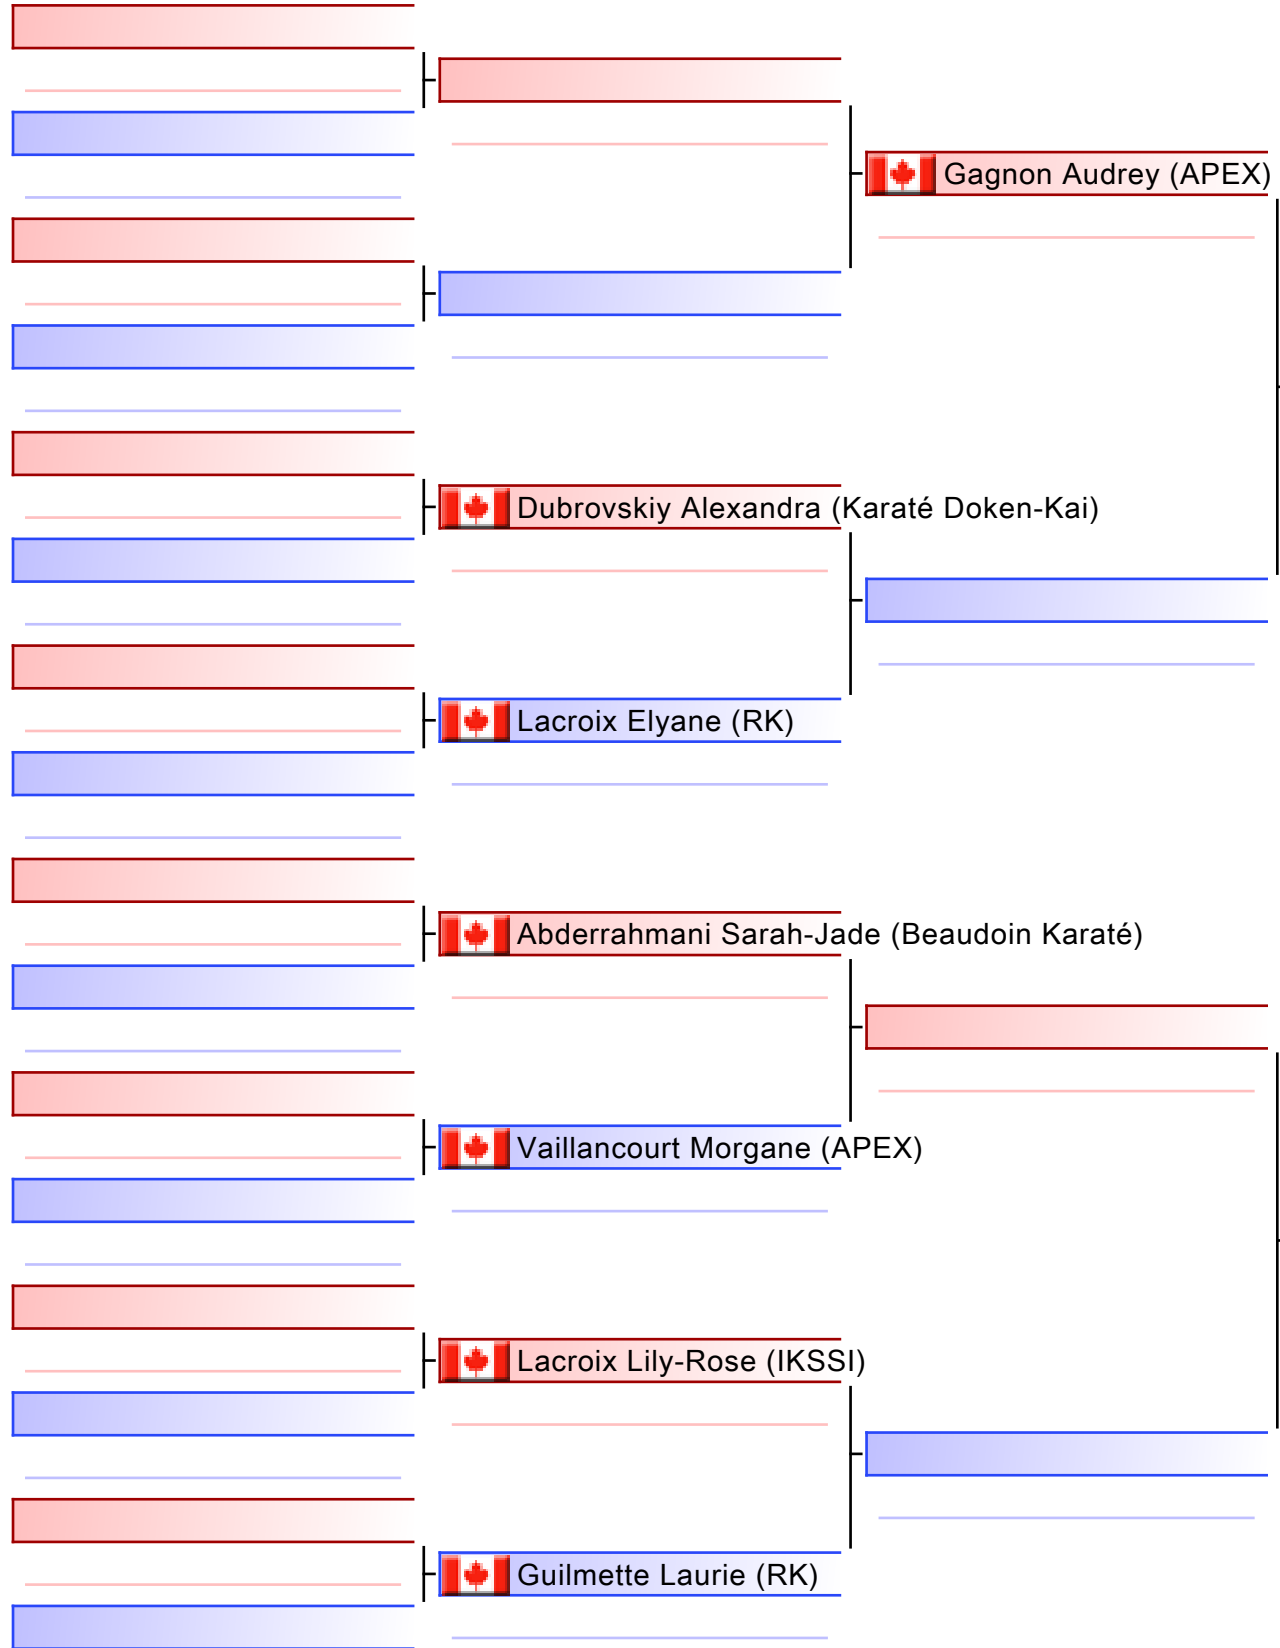 Gagnon Audrey (APEX)
Dubrovskiy Alexandra (Karaté Doken-Kai)
Lacroix Elyane (RK)
Abderrahmani Sarah-Jade (Beaudoin Karaté)
Vaillancourt Morgane (APEX)
Lacroix Lily-Rose (IKSSI)
Guilmette Laurie (RK)